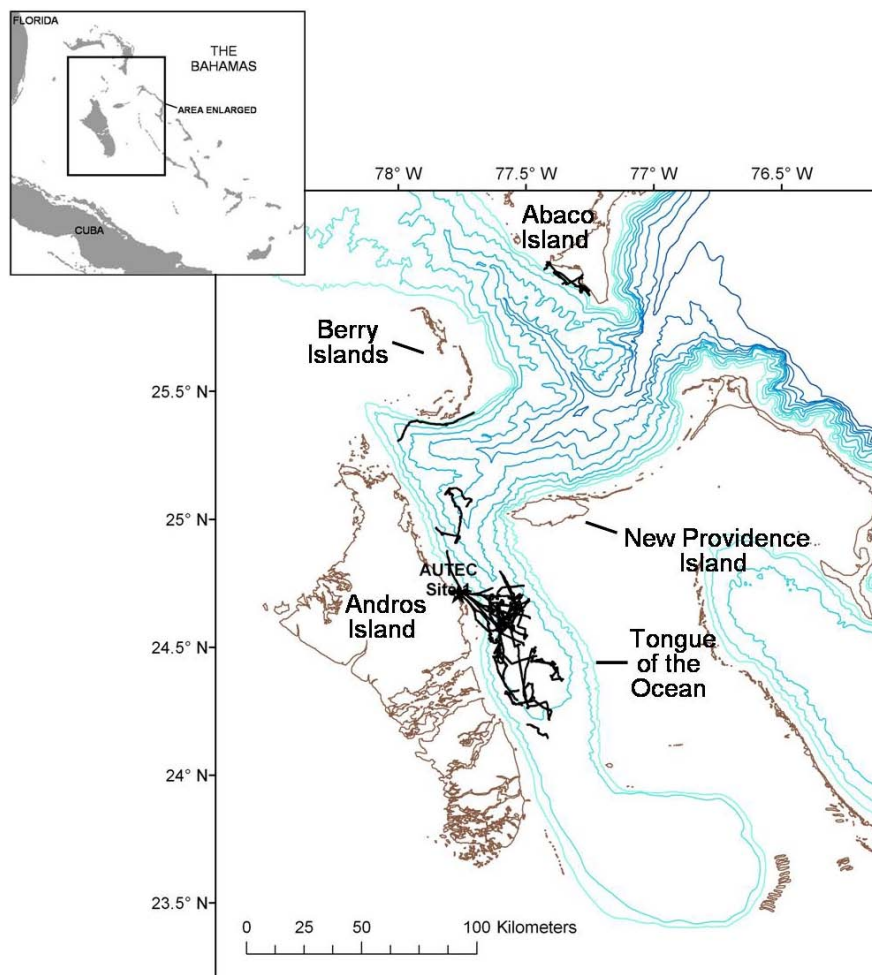 FLORIDA
THE
BAHAMAS
AREA ENLARGED
CUBA
78° W
77.5° W
77° W
76.5° W
Abaco
Island
Berry
Islands
25.5° N
25° N
New Providence
Island
AUTEC
Site
Andros
Island
24.5° N
Tongue
of the
Ocean
24° N
23.5° N
0 25 50 100 Kilometers